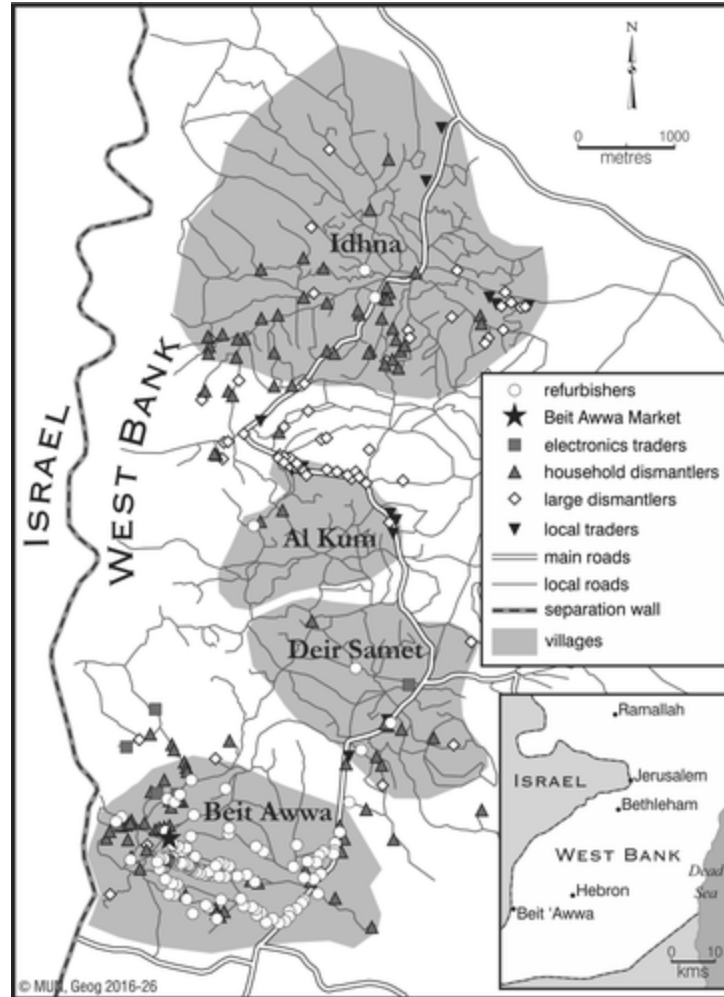 N
0 1000
metres
Idhna
ISRAEL
WEST BANK
Al Kum
Deir Samet
Beit Awwa
refurbishers
Beit Awwa Market
electronics traders
household dismantlers
large dismantlers
local traders
main roads
local roads
separation wall
villages
Ramallah
ISRAEL
Jerusalem
Bethleham
WEST BANK
Dead
Sea
Hebron
Beit 'Awwa
0 10
kms
© MUN, Geog 2016-26